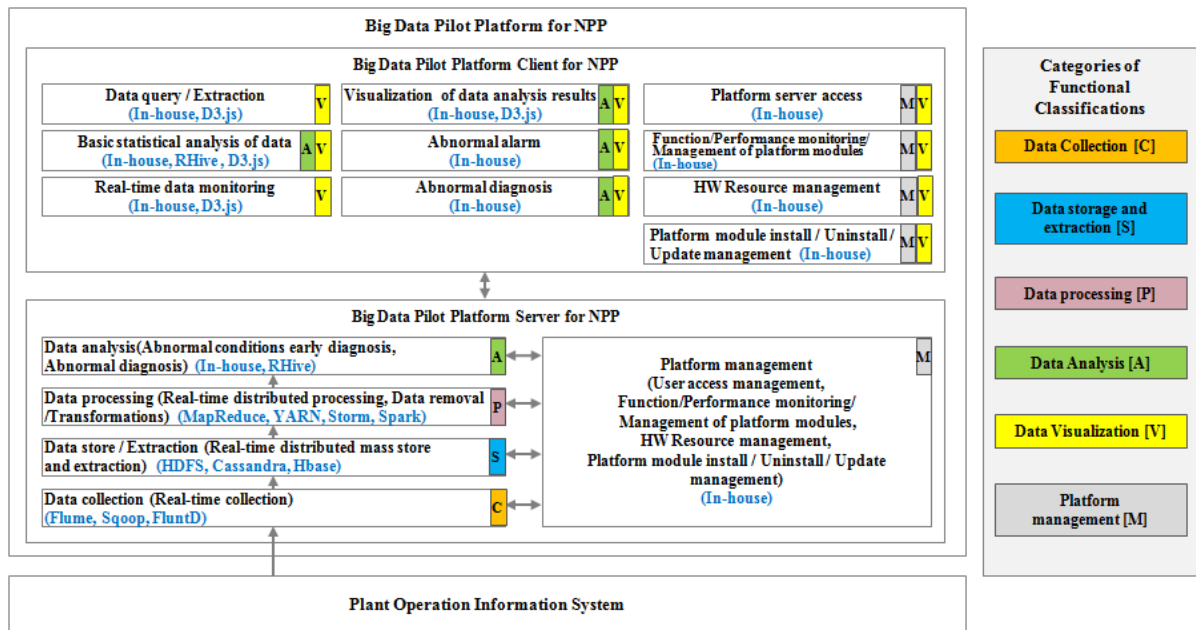 Big Data Pilot Platform for NPP
Big Data Pilot Platform Client for NPP
Data query / Extraction
(In-house, D3.js)
V
Visualization of data analysis results
(In-house, D3.js)
A V
Platform server access
(In-house)
M V
Basic statistical analysis of data
(In-house, RHive , D3.js)
A V
Abnormal alarm
(In-house)
A V
Function/Performance monitoring/
Management of platform modules
(In-house)
M V
Real-time data monitoring
(In-house, D3.js)
V
Abnormal diagnosis
(In-house)
A V
HW Resource management
(In-house)
M V
Platform module install / Uninstall /
Update management (In-house)
M V
Big Data Pilot Platform Server for NPP
Data analysis(Abnormal conditions early diagnosis,
Abnormal diagnosis) (In-house, RHive)
A
Data processing (Real-time distributed processing, Data removal
/Transformations) (MapReduce, YARN, Storm, Spark)
P
Data store / Extraction (Real-time distributed mass store
and extraction) (HDFS, Cassandra, Hbase)
S
Data collection (Real-time collection)
(Flume, Sqoop, FluntD)
C
Platform management
(User access management,
Function/Performance monitoring/
Management of platform modules,
HW Resource management,
Platform module install / Uninstall / Update
management)
(In-house)
M
Plant Operation Information System
Categories of
Functional
Classifications
Data Collection [C]
Data storage and
extraction [S]
Data processing [P]
Data Analysis [A]
Data Visualization [V]
Platform
management [M]